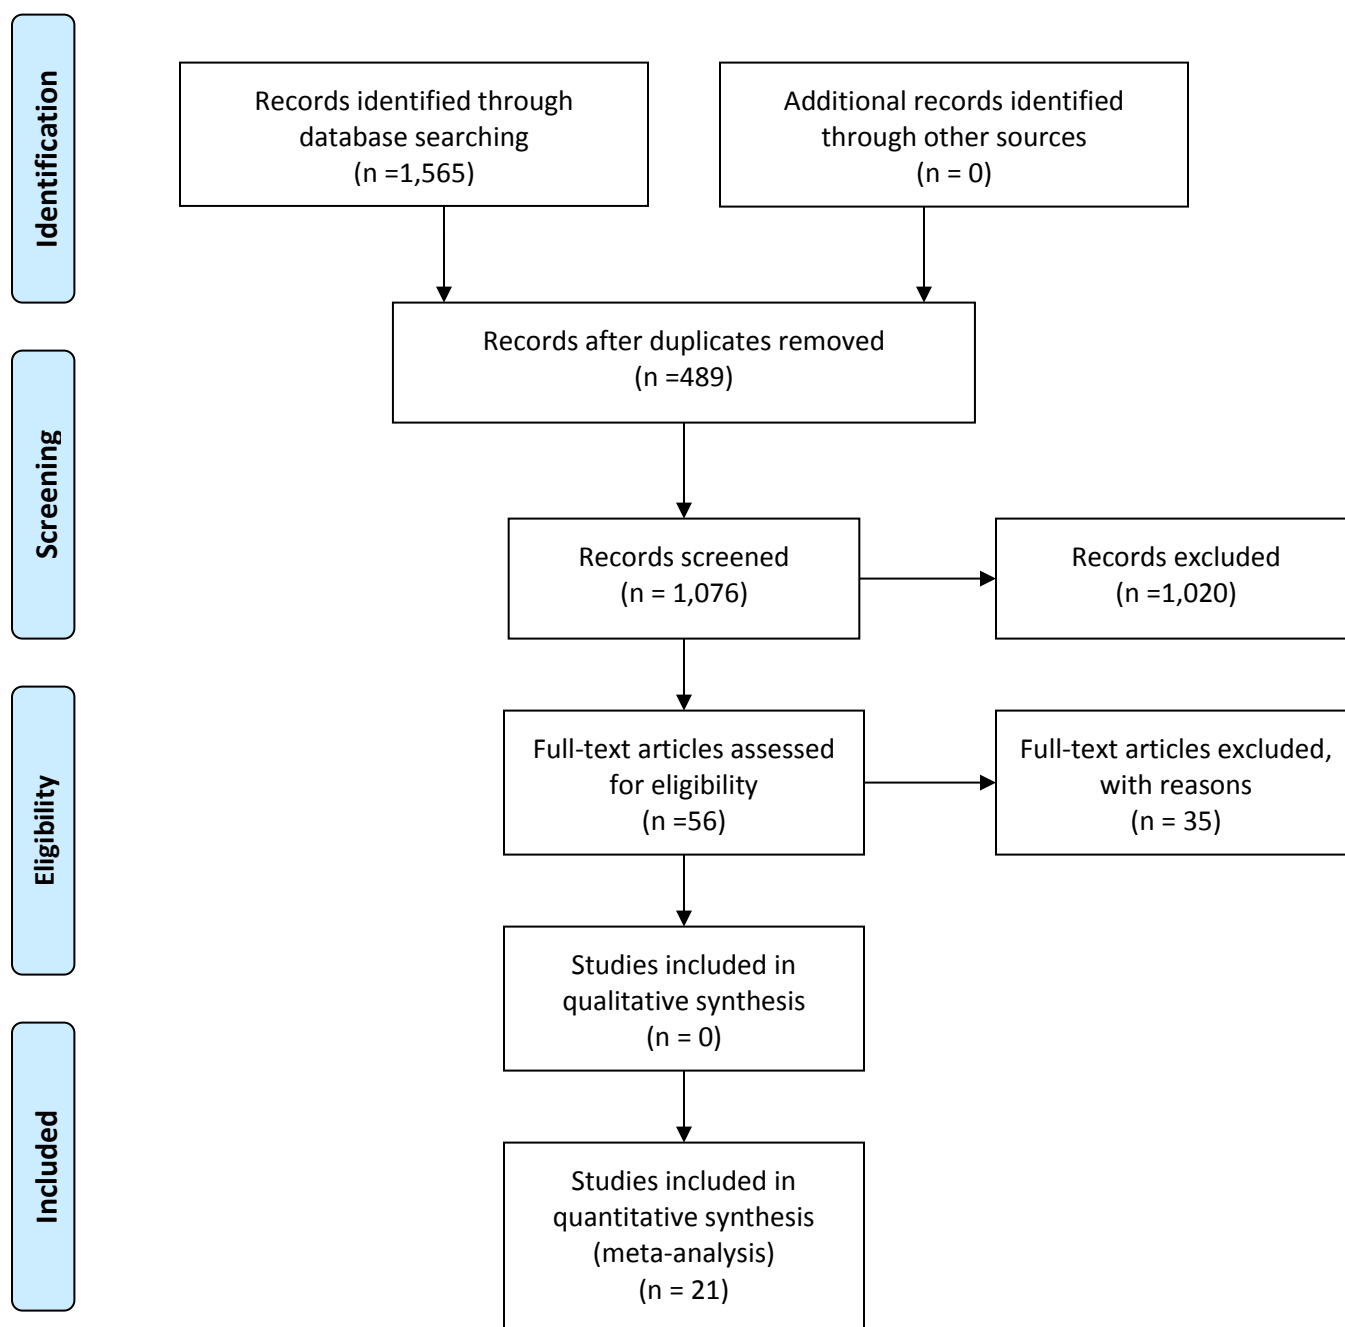 Identification
Records identified through
database searching
(n =1,565)
Additional records identified
through other sources
(n = 0)
Records after duplicates removed
(n =489)
Screening
Records screened
(n = 1,076)
Records excluded
(n =1,020)
Eligibility
Full-text articles assessed
for eligibility
(n =56)
Full-text articles excluded,
with reasons
(n = 35)
Studies included in
qualitative synthesis
(n = 0)
Included
Studies included in
quantitative synthesis
(meta-analysis)
(n = 21)